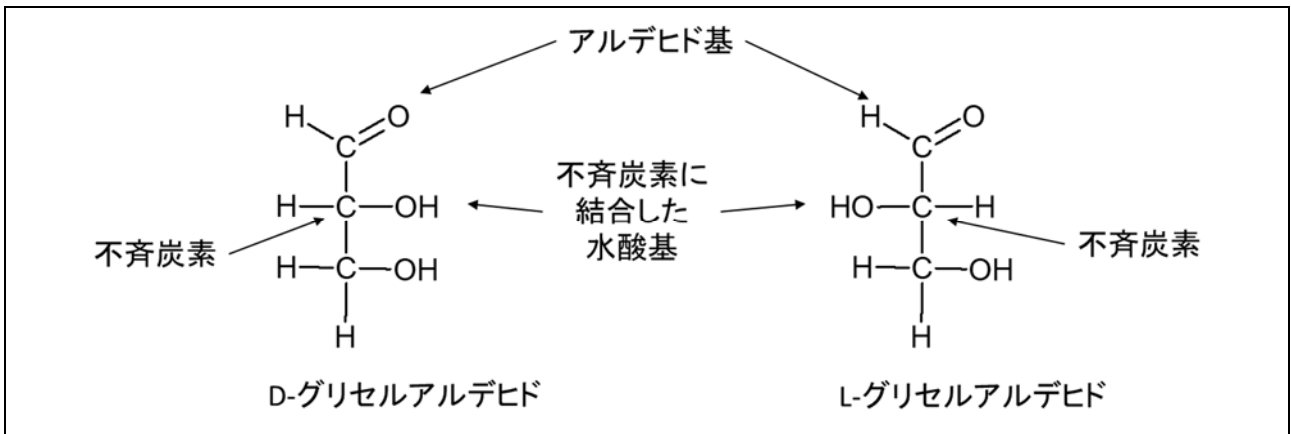 アルデヒド基
H O H O
C C
不斉炭素に
結合した
水酸基
H C OH HO C H
不斉炭素 不斉炭素
H C OH H C OH
H H
D-グリセルアルデヒド L-グリセルアルデヒド